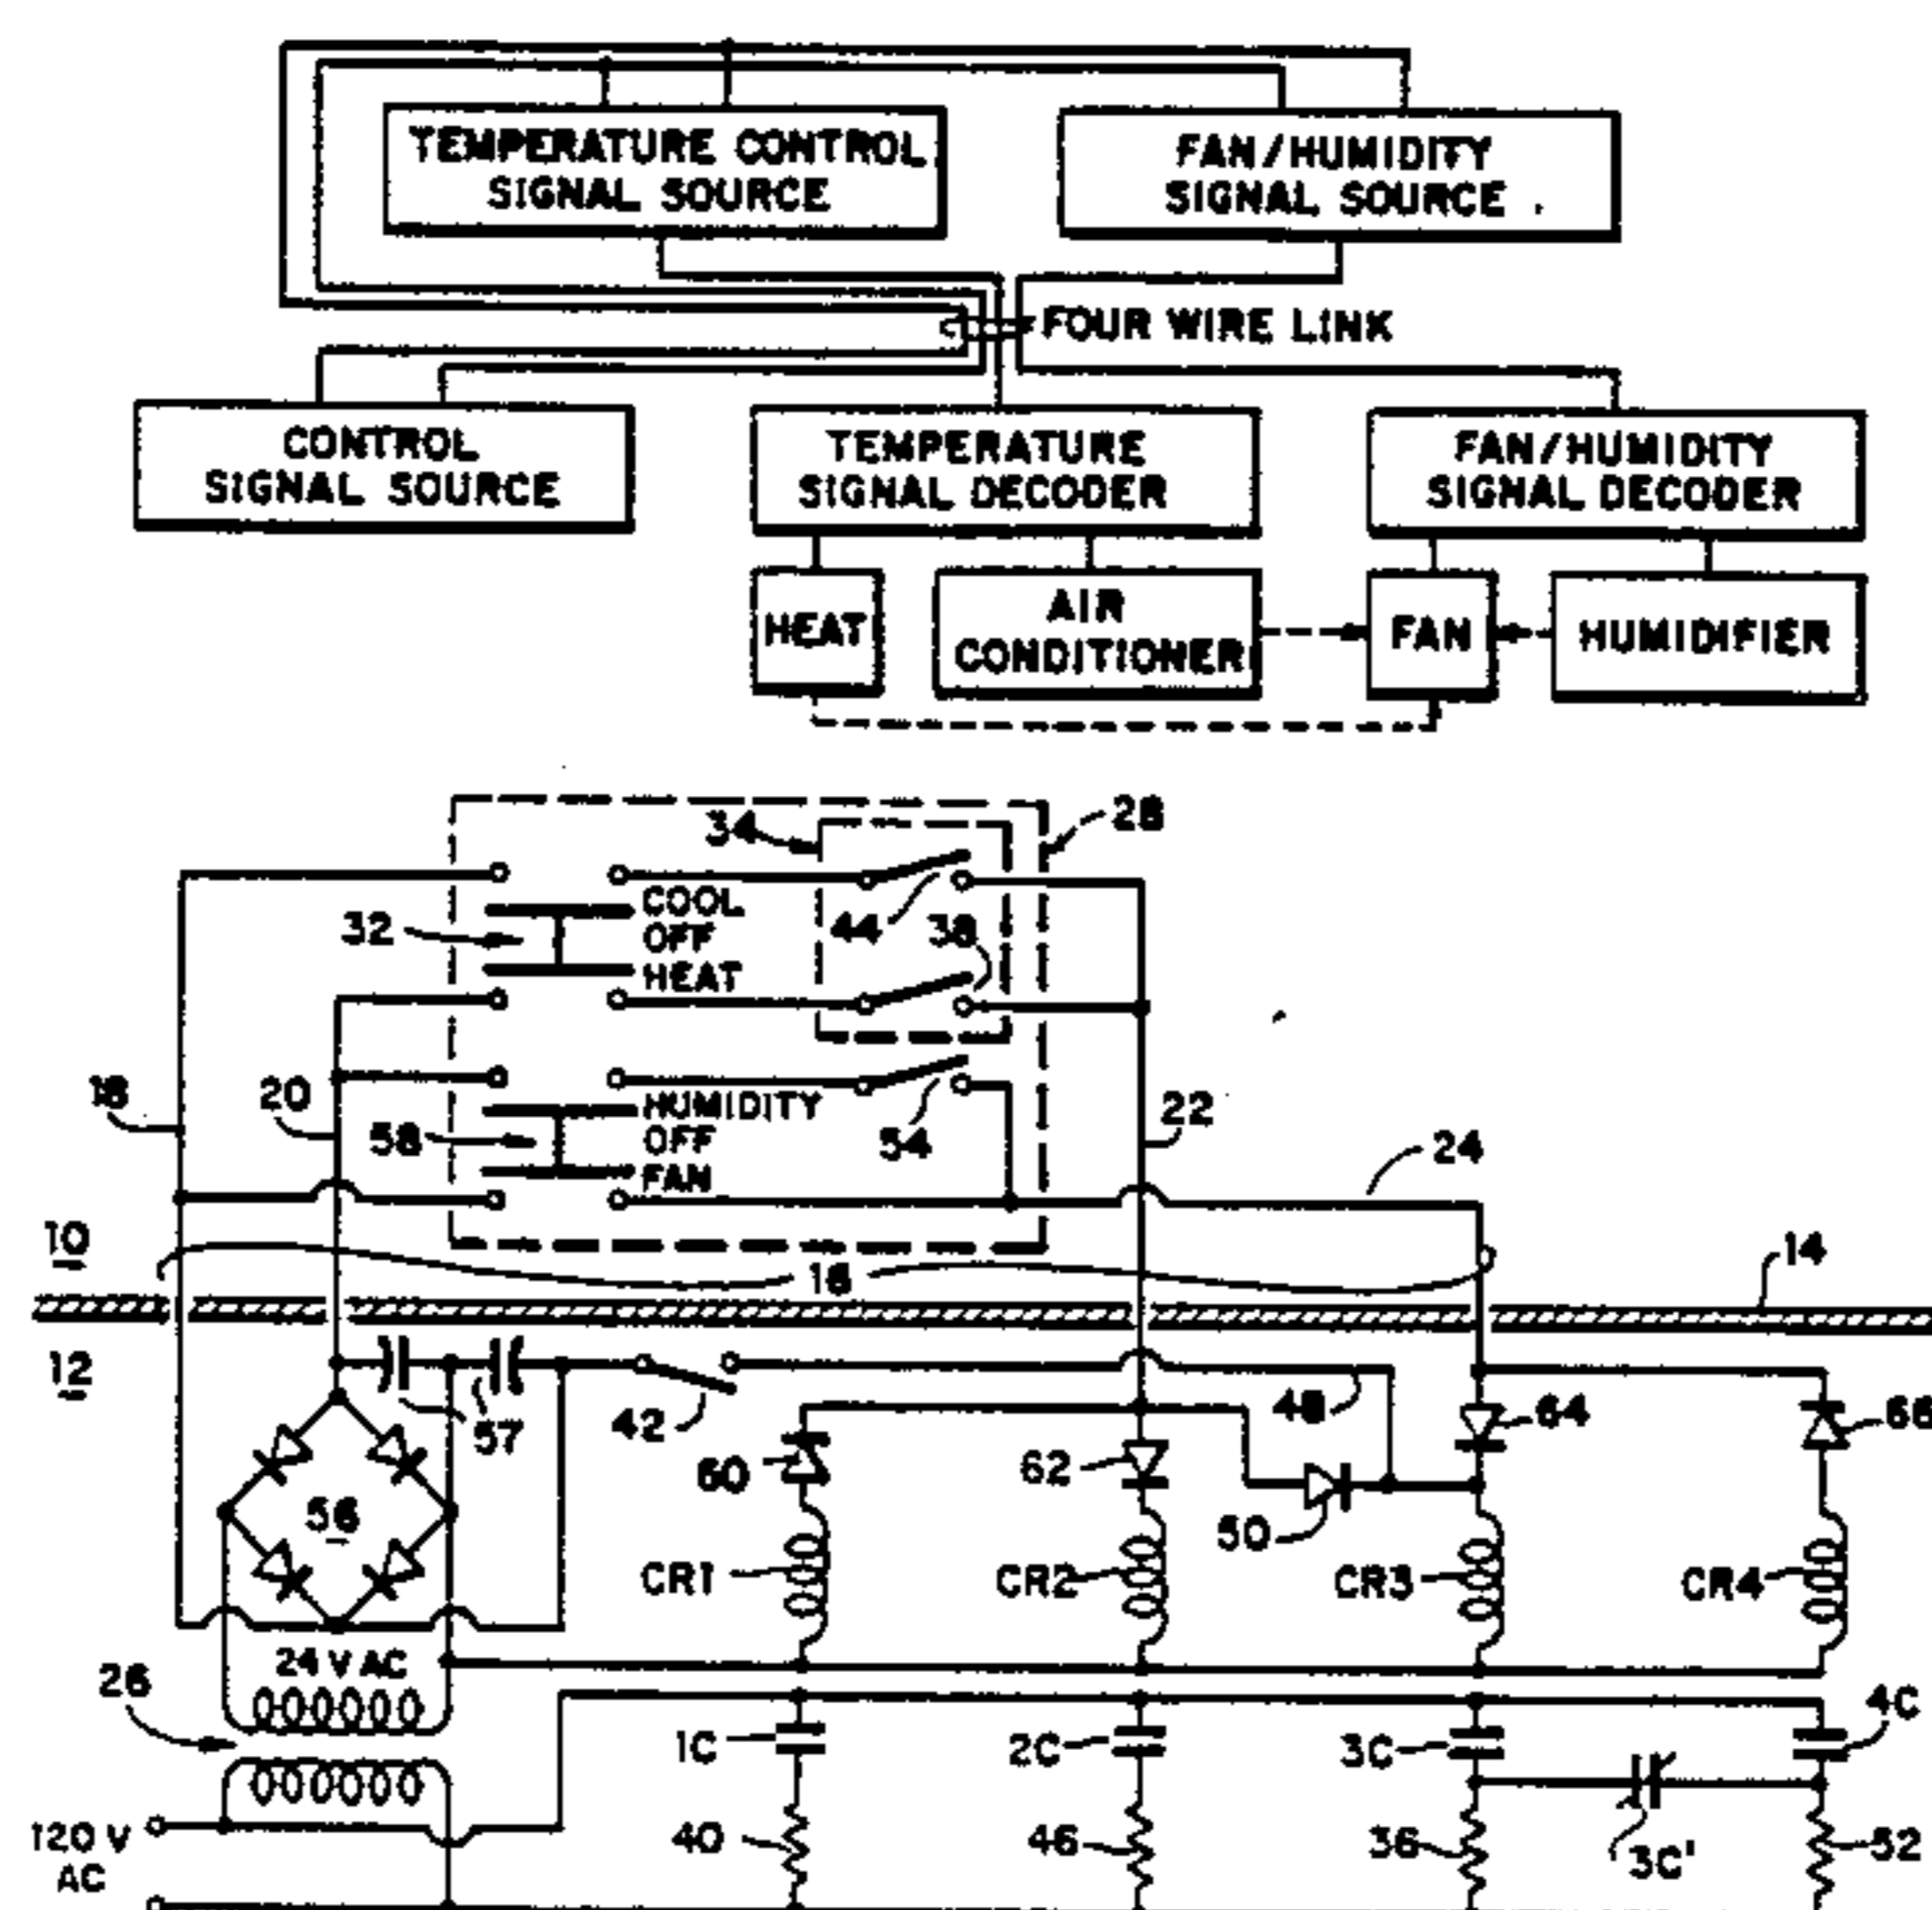 TEMPERATURE CONTROL
SIGNAL SOURCE
FAN/HUMIDITY
SIGNAL SOURCE
FOUR WIRE LINK
CONTROL
SIGNAL SOURCE
TEMPERATURE
SIGNAL DECODER
FAN/HUMIDITY
SIGNAL DECODER
HEAT
AIR
CONDITIONER
FAN
HUMIDIFIER
34
28
32
COOL
OFF
HEAT
44
38
18
20
58
HUMIDITY
OFF
FAN
54
22
24
10
16
14
12
57
42
48
64
66
60
62
50
56
CR1
CR2
CR3
CR4
24 V AC
26
1C
2C
3C
4C
120 V
AC
40
46
36
3C'
52